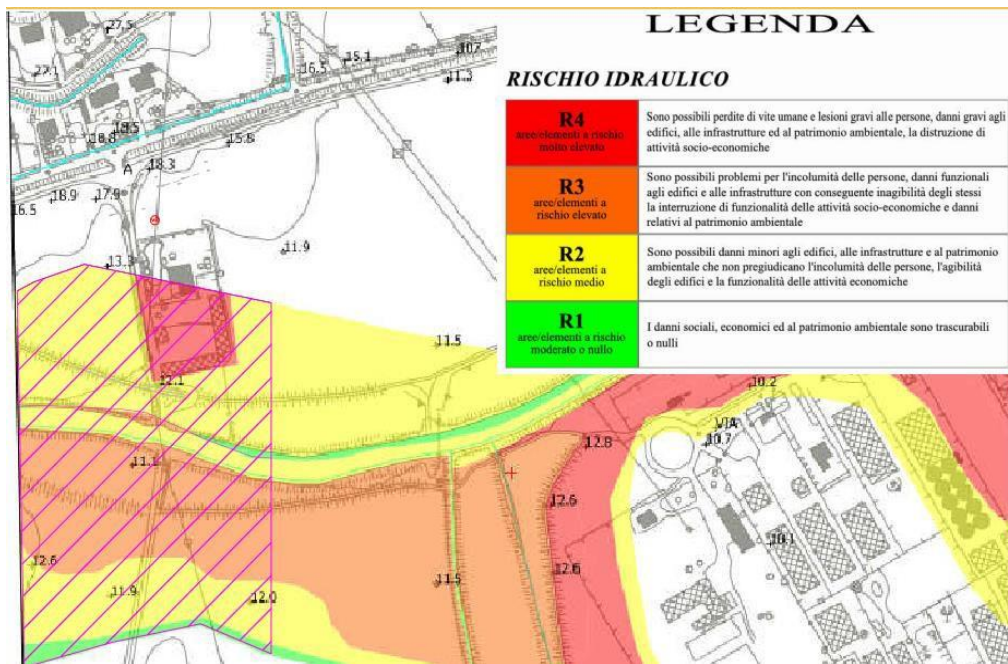 LEGENDA
RISCHIO IDRAULICO
R4
aree/elementi a rischio
molto elevato
Sono possibili perdite di vite umane e lesioni gravi alle persone, danni gravi agli
edifici, alle infrastrutture ed al patrimonio ambientale, la distruzione di
attività socio-economiche
R3
aree/elementi a
rischio elevato
Sono possibili problemi per l'incolumità delle persone, danni funzionali
agli edifici e alle infrastrutture con conseguente inagibilità degli stessi
la interruzione di funzionalità delle attività socio-economiche e danni
relativi al patrimonio ambientale
R2
aree/elementi a
rischio medio
Sono possibili danni minori agli edifici, alle infrastrutture e al patrimonio
ambientale che non pregiudicano l'incolumità delle persone, l'agibilità
degli edifici e la funzionalità delle attività economiche
R1
aree/elementi a rischio
moderato o nullo
I danni sociali, economici ed al patrimonio ambientale sono trascurabili
o nulli
27.5
27.1
16.5
15.1
10.7
11.3
18.5
18.8
15.8
A
18.3
18.9
17.9
16.5
11.9
13.3
11.5
12.1
10.2
VIA
10.7
12.8
11.1
12.6
10.1
12.6
11.5
12.6
11.9
12.0